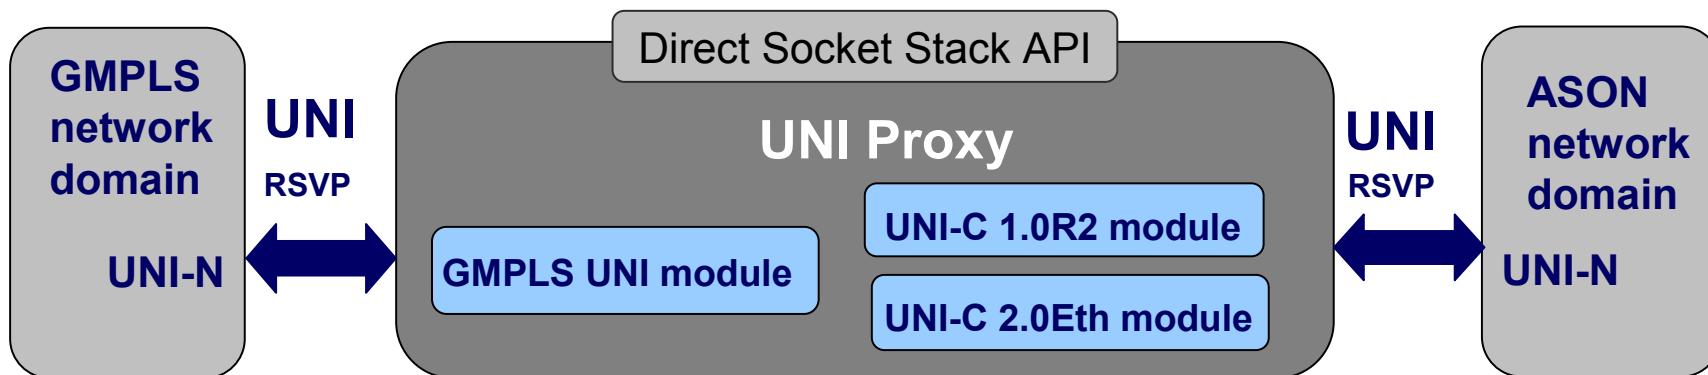 GMPLS
network
domain
UNI-N
UNI
RSVP
Direct Socket Stack API
UNI Proxy
GMPLS UNI module
UNI-C 1.0R2 module
UNI-C 2.0Eth module
UNI
RSVP
ASON
network
domain
UNI-N